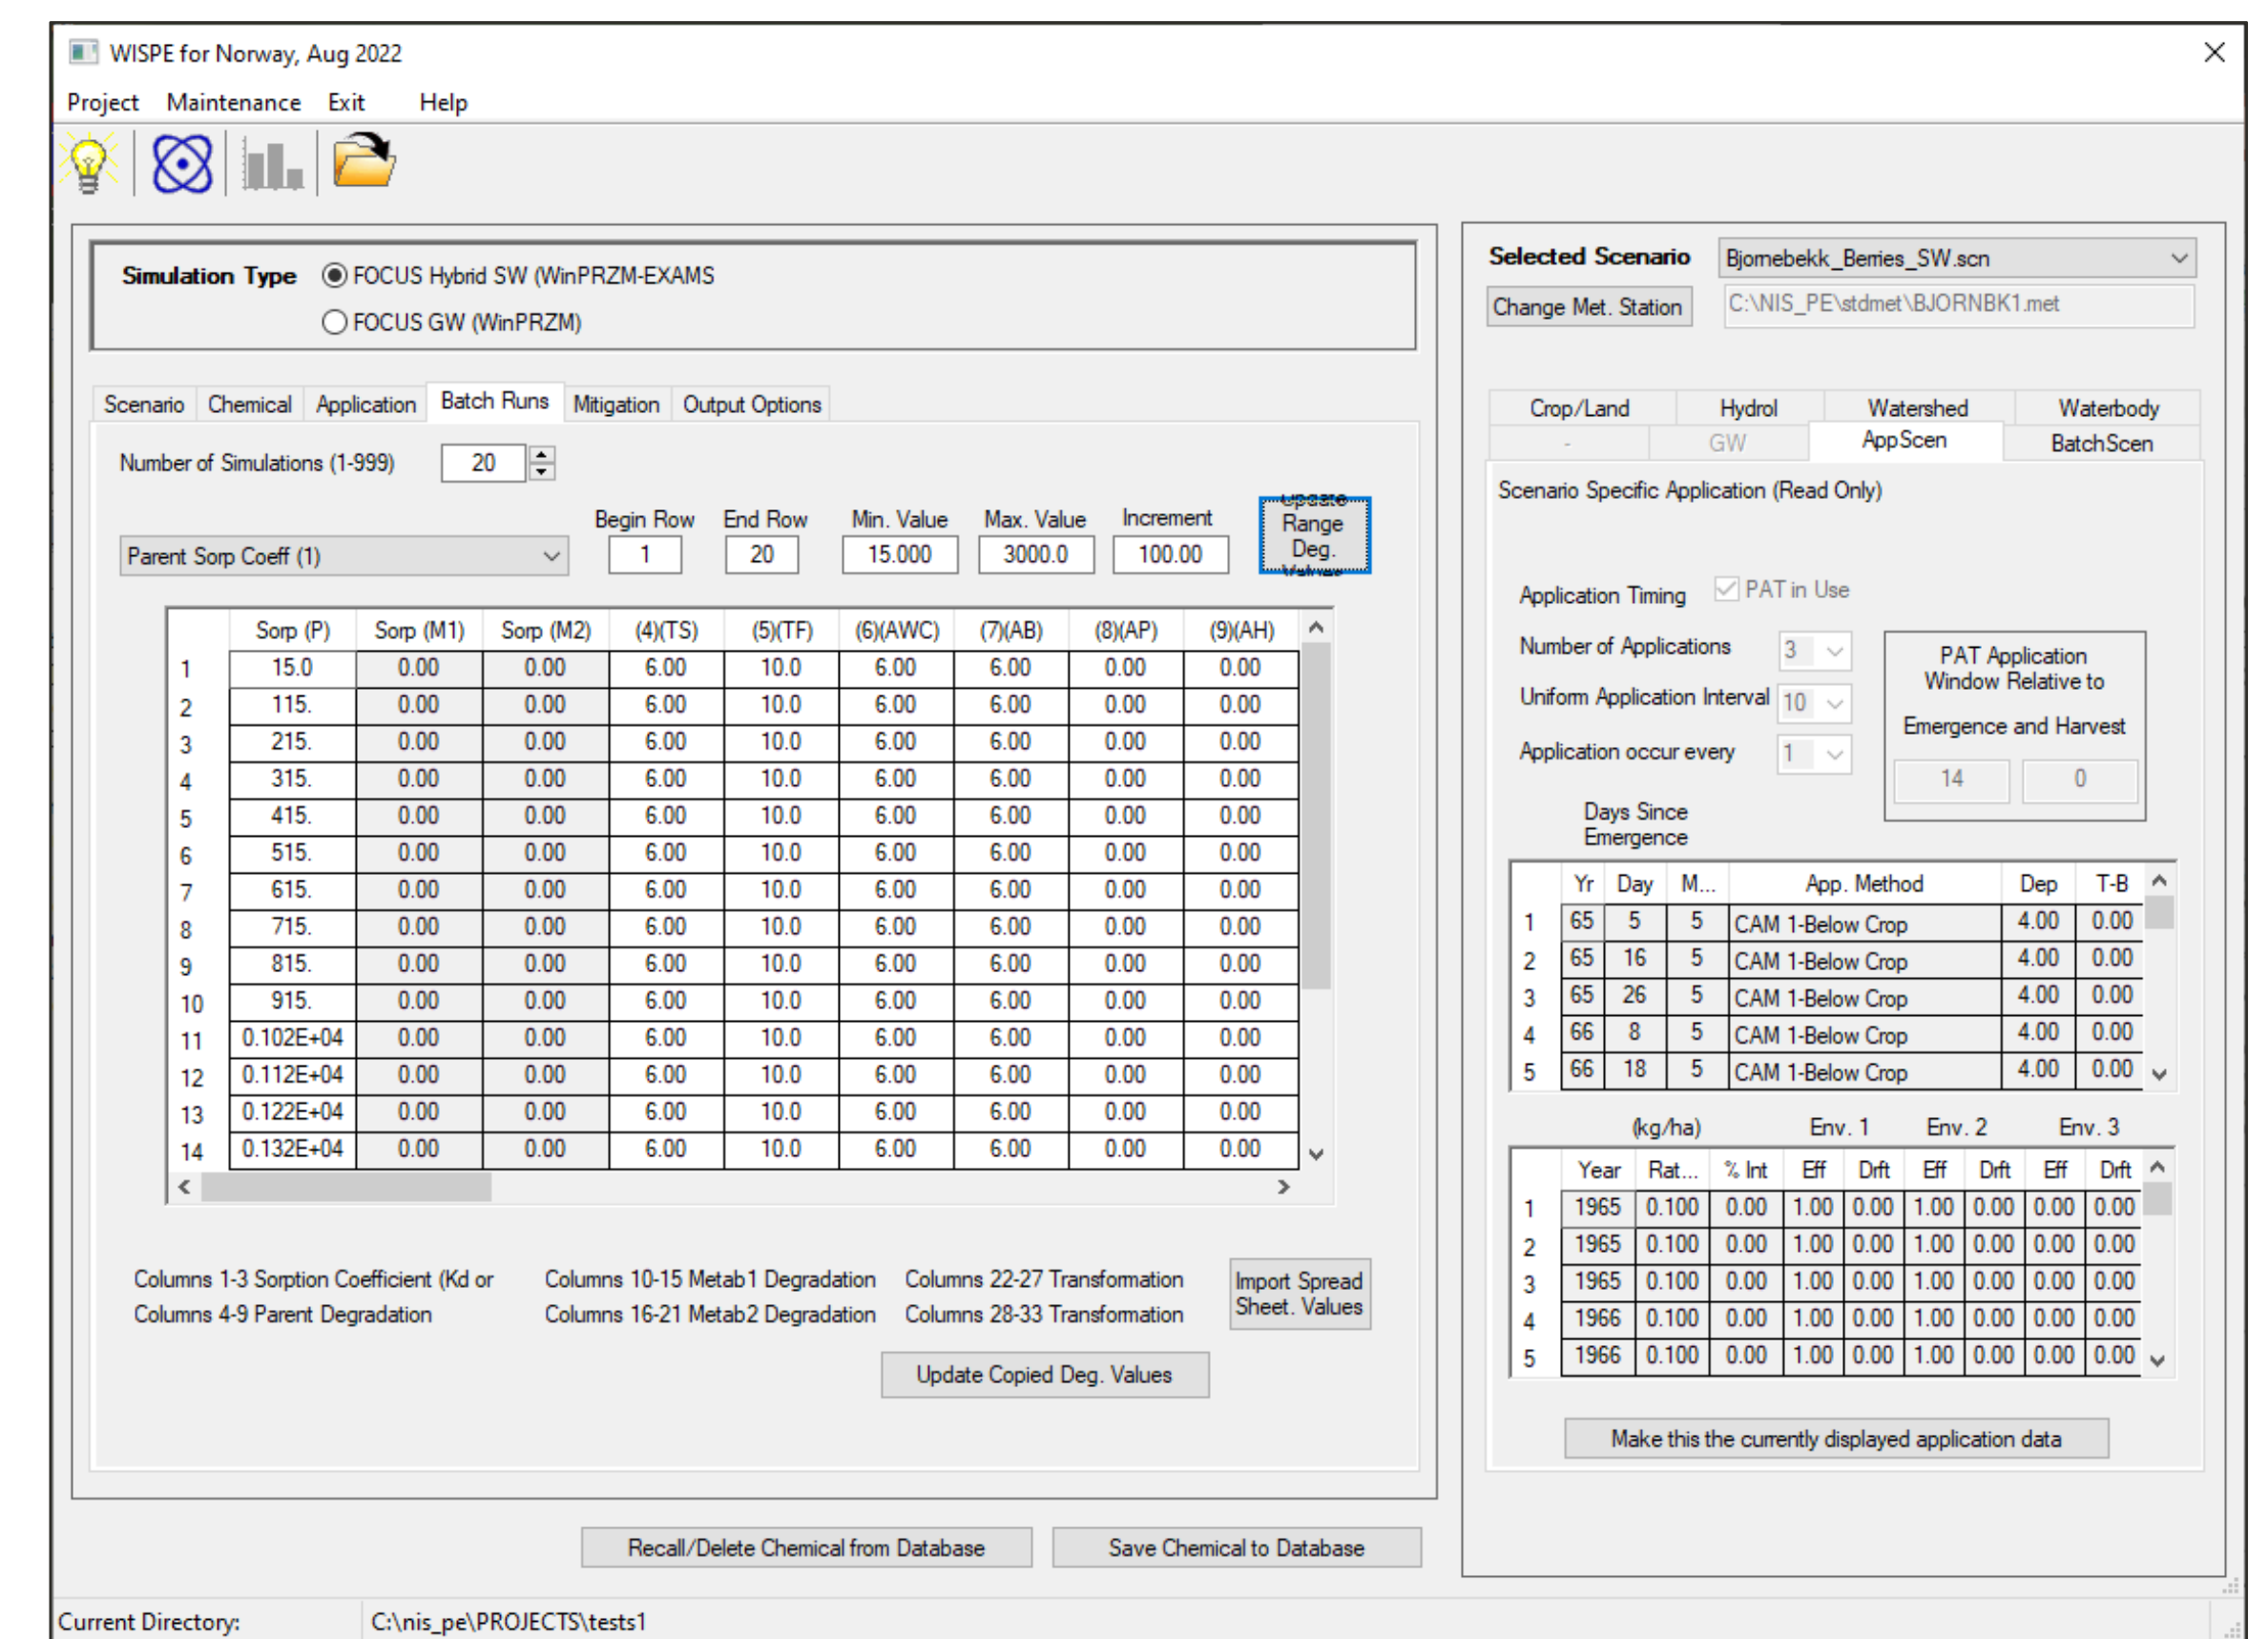 WISPE for Norway, Aug 2022
Project Maintenance Exit Help
Simulation Type FOCUS Hybrid SW (WinPRZM-EXAMS
FOCUS GW (WinPRZM)
Scenario Chemical Application Batch Runs Mitigation Output Options
Number of Simulations (1-999) 20
Begin Row End Row Min. Value Max. Value Increment
Parent Sorp Coeff (1) 1 20 15.000 3000.0 100.00
Update
Range
Deg.
Values
Sorp (P) Sorp (M1) Sorp (M2) (4)(TS) (5)(TF) (6)(AWC) (7)(AB) (8)(AP) (9)(AH)
1 15.0 0.00 0.00 6.00 10.0 6.00 6.00 0.00 0.00
2 115. 0.00 0.00 6.00 10.0 6.00 6.00 0.00 0.00
3 215. 0.00 0.00 6.00 10.0 6.00 6.00 0.00 0.00
4 315. 0.00 0.00 6.00 10.0 6.00 6.00 0.00 0.00
5 415. 0.00 0.00 6.00 10.0 6.00 6.00 0.00 0.00
6 515. 0.00 0.00 6.00 10.0 6.00 6.00 0.00 0.00
7 615. 0.00 0.00 6.00 10.0 6.00 6.00 0.00 0.00
8 715. 0.00 0.00 6.00 10.0 6.00 6.00 0.00 0.00
9 815. 0.00 0.00 6.00 10.0 6.00 6.00 0.00 0.00
10 915. 0.00 0.00 6.00 10.0 6.00 6.00 0.00 0.00
11 0.102E+04 0.00 0.00 6.00 10.0 6.00 6.00 0.00 0.00
12 0.112E+04 0.00 0.00 6.00 10.0 6.00 6.00 0.00 0.00
13 0.122E+04 0.00 0.00 6.00 10.0 6.00 6.00 0.00 0.00
14 0.132E+04 0.00 0.00 6.00 10.0 6.00 6.00 0.00 0.00
Columns 1-3 Sorption Coefficient (Kd or Columns 10-15 Metab1 Degradation Columns 22-27 Transformation
Columns 4-9 Parent Degradation Columns 16-21 Metab2 Degradation Columns 28-33 Transformation
Import Spread
Sheet. Values
Update Copied Deg. Values
Recall/Delete Chemical from Database Save Chemical to Database
Selected Scenario Bjornebekk_Berries_SW.scn
Change Met. Station C:\NIS_PE\stdmet\BJORNBK1.met
Crop/Land Hydrol Watershed Waterbody
- GW AppScen BatchScen
Scenario Specific Application (Read Only)
Application Timing PAT in Use
Number of Applications 3
Uniform Application Interval 10
Application occur every 1
PAT Application
Window Relative to
Emergence and Harvest
14 0
Days Since
Emergence
Yr Day M... App. Method Dep T-B
1 65 5 5 CAM 1-Below Crop 4.00 0.00
2 65 16 5 CAM 1-Below Crop 4.00 0.00
3 65 26 5 CAM 1-Below Crop 4.00 0.00
4 66 8 5 CAM 1-Below Crop 4.00 0.00
5 66 18 5 CAM 1-Below Crop 4.00 0.00
(kg/ha) Env. 1 Env. 2 Env. 3
Year Rat... % Int Eff Drft Eff Drft Eff Drft
1 1965 0.100 0.00 1.00 0.00 1.00 0.00 0.00 0.00
2 1965 0.100 0.00 1.00 0.00 1.00 0.00 0.00 0.00
3 1965 0.100 0.00 1.00 0.00 1.00 0.00 0.00 0.00
4 1966 0.100 0.00 1.00 0.00 1.00 0.00 0.00 0.00
5 1966 0.100 0.00 1.00 0.00 1.00 0.00 0.00 0.00
Make this the currently displayed application data
Current Directory: C:\nis_pe\PROJECTS\tests1